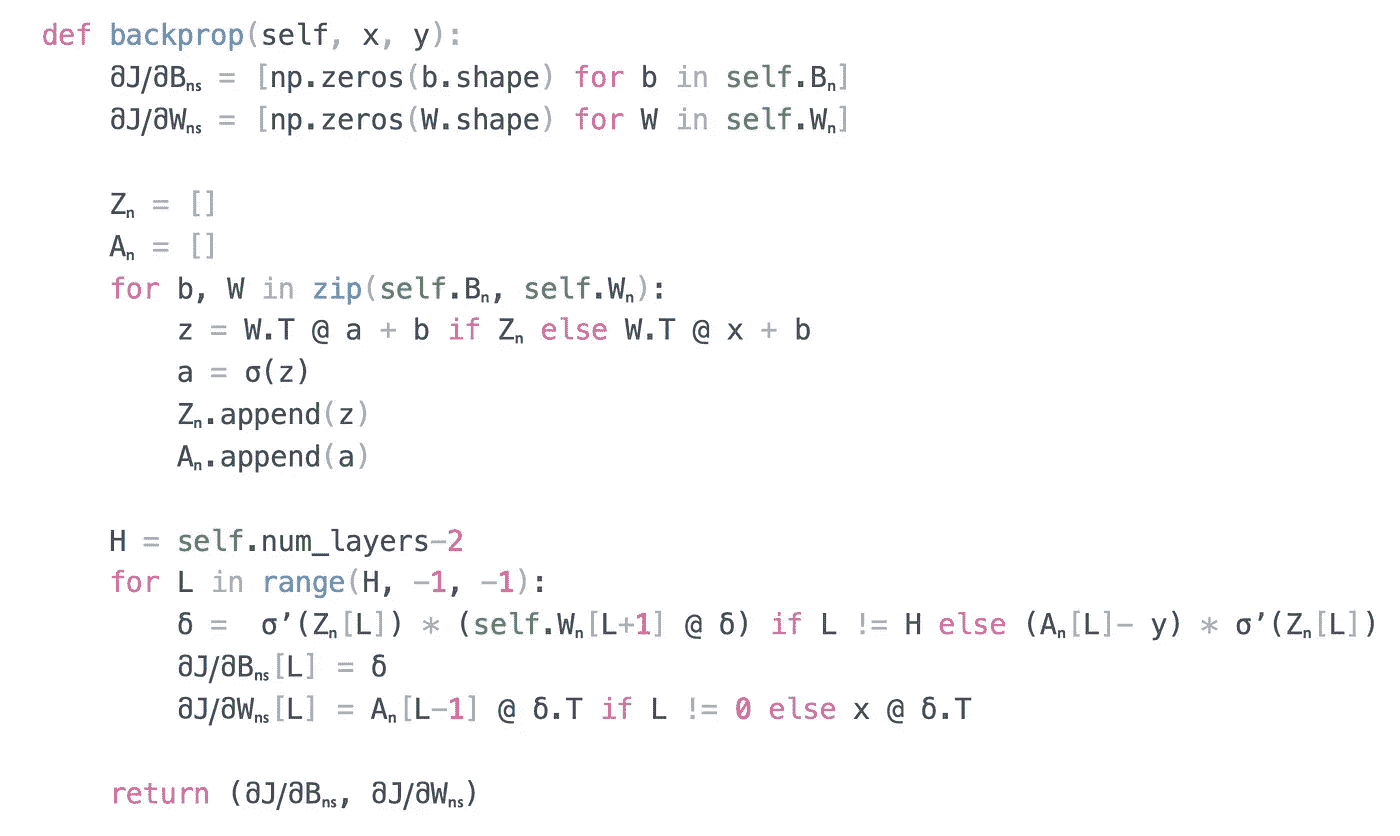 def backprop(self, x, y):
    ∂J/∂Bₙₛ = [np.zeros(b.shape) for b in self.Bₙ]
    ∂J/∂Wₙₛ = [np.zeros(W.shape) for W in self.Wₙ]

    Zₙ = []
    Aₙ = []
    for b, W in zip(self.Bₙ, self.Wₙ):
        z = W.T @ a + b if Zₙ else W.T @ x + b
        a = σ(z)
        Zₙ.append(z)
        Aₙ.append(a)

    H = self.num_layers-2
    for L in range(H, -1, -1):
        δ =  σ’(Zₙ[L]) * (self.Wₙ[L+1] @ δ) if L != H else (Aₙ[L]- y) * σ’(Zₙ[L])
        ∂J/∂Bₙₛ[L] = δ
        ∂J/∂Wₙₛ[L] = Aₙ[L-1] @ δ.T if L != 0 else x @ δ.T

    return (∂J/∂Bₙₛ, ∂J/∂Wₙₛ)